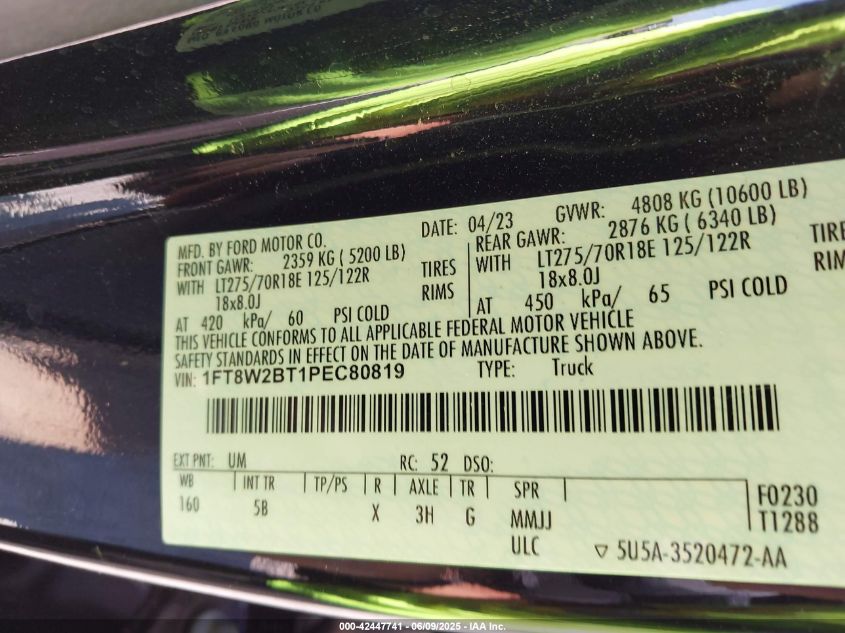 MFD. BY FORD MOTOR CO. DATE: 04/23 GVWR: 4808 KG (10600 LB)
FRONT GAWR: 2359 KG ( 5200 LB) REAR GAWR: 2876 KG ( 6340 LB)
WITH LT275/70R18E 125/122R TIRES WITH LT275/70R18E 125/122R TIRE
18x8.0J RIMS 18x8.0J RIM
AT 420 kPa/ 60 PSI COLD AT 450 kPa/ 65 PSI COLD
THIS VEHICLE CONFORMS TO ALL APPLICABLE FEDERAL MOTOR VEHICLE
SAFETY STANDARDS IN EFFECT ON THE DATE OF MANUFACTURE SHOWN ABOVE.
VIN: 1FT8W2BT1PEC80819 TYPE: Truck
EXT PNT: UM RC: 52 DSO:
WB | INT TR | TP/PS | R | AXLE | TR | SPR | F0230
160 5B X 3H G MMJJ T1288
ULC ▽ 5U5A-3520472-AA
000-42447741 - 06/09/2025 - IAA Inc.